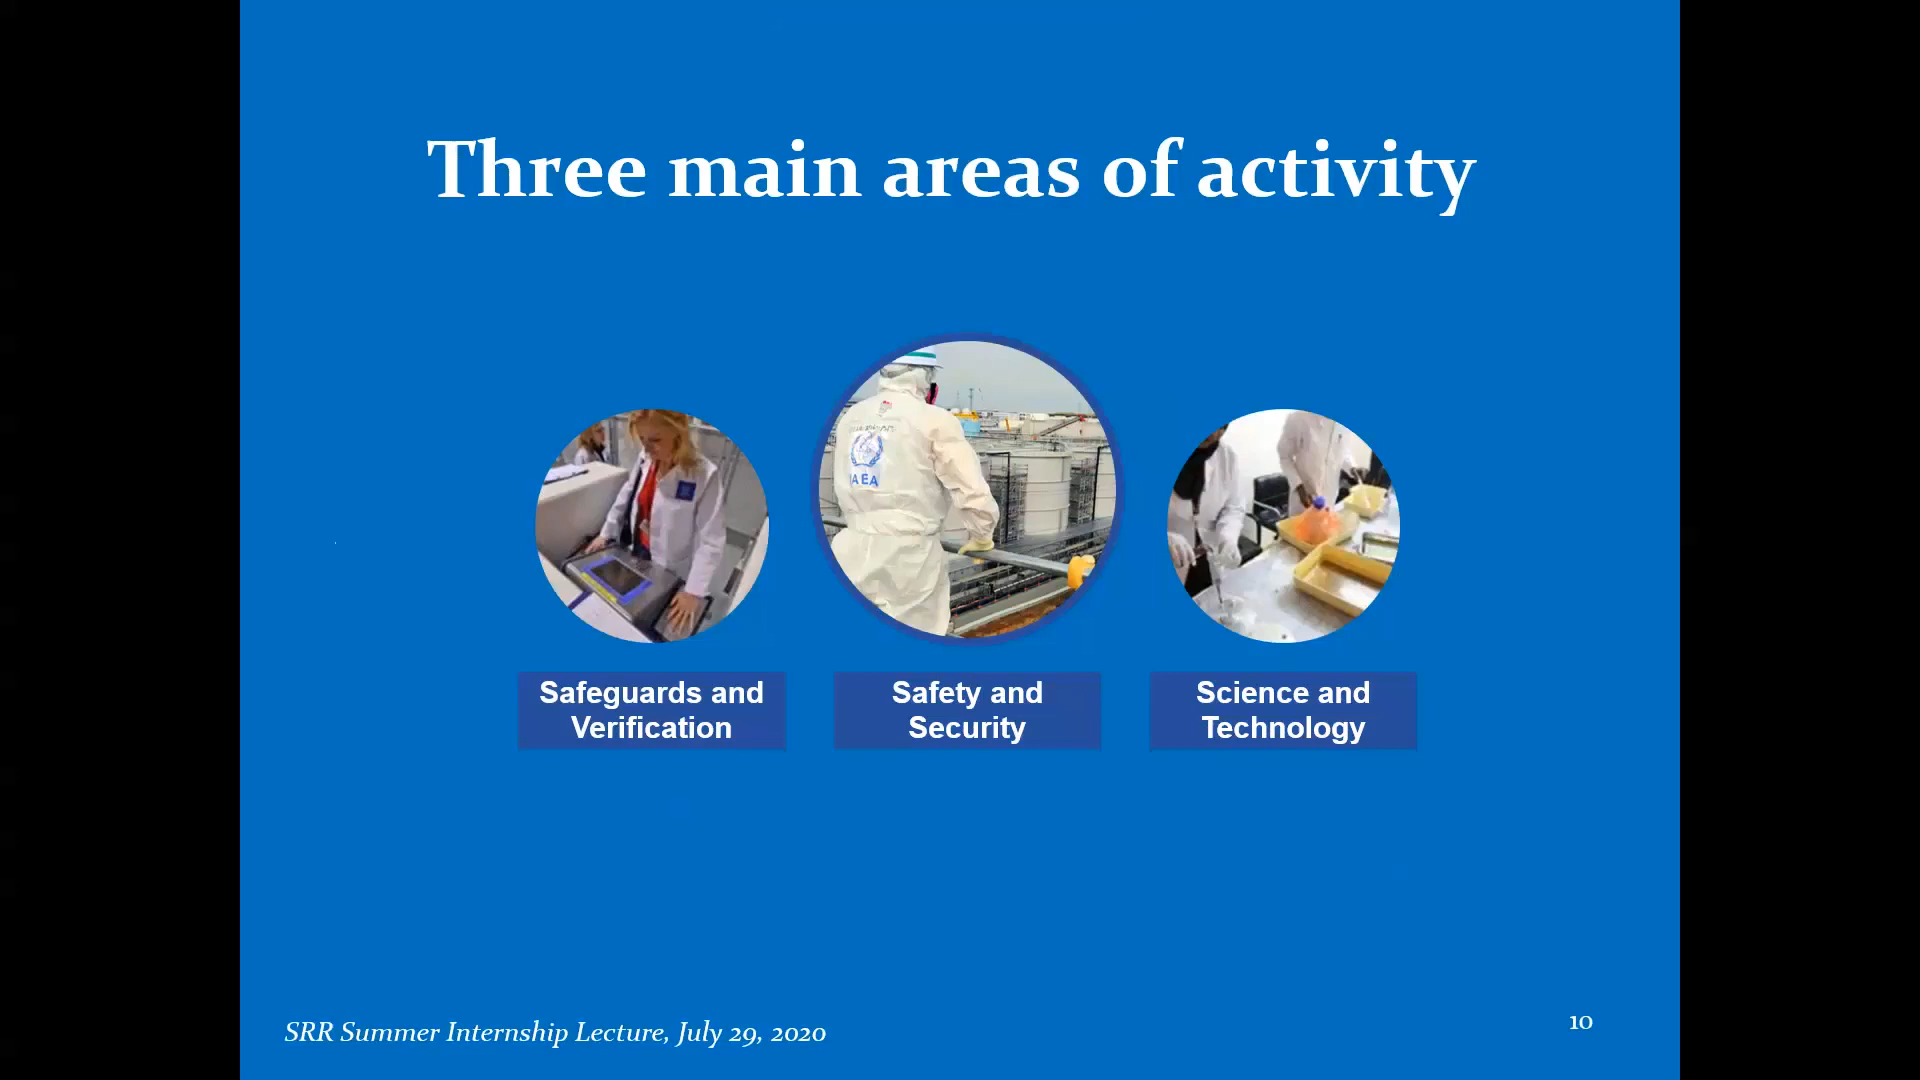 Three main areas of activity
IAEA
Safeguards and
Verification
Safety and
Security
Science and
Technology
SRR Summer Internship Lecture, July 29, 2020
10